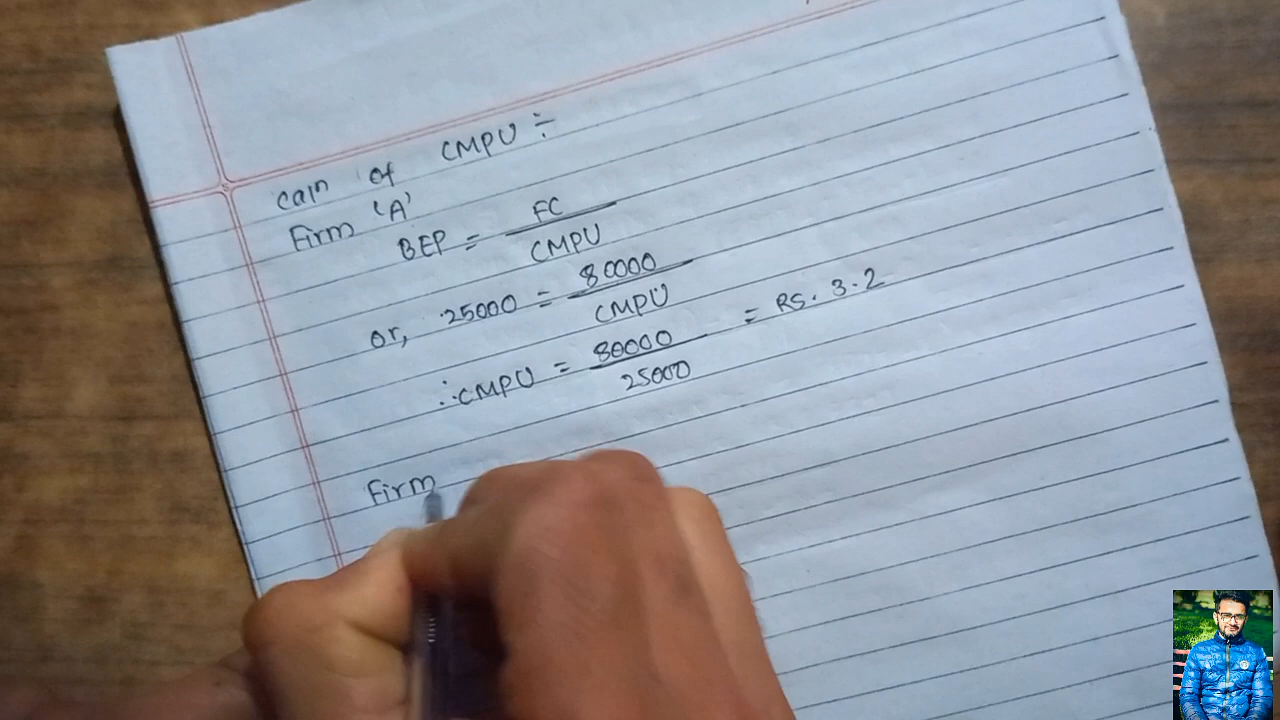 caln of CMPU ÷
Firm 'A'
BEP = FC / CMPU
or, 25000 = 80000 / CMPU
∴ CMPU = 80000 / 25000 = RS. 3.2
Firm